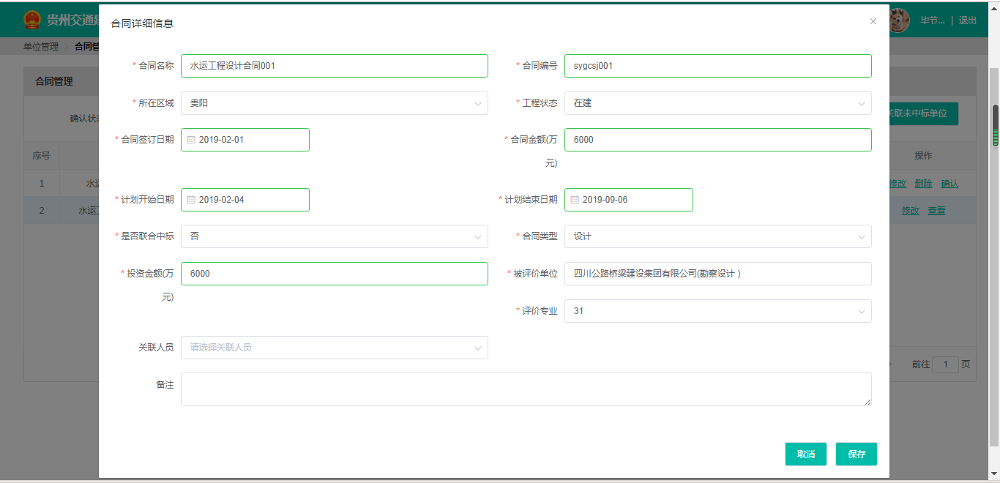 贵州交通建
毕节... | 退出
单位管理 > 合同管
合同管理
确认状态
关联未中标单位
序号
操作
1
水运
修改 删除 确认
2
水运工
修改 查看
前往 1 页
合同详细信息
* 合同名称 水运工程设计合同001
* 合同编号 sygcsj001
* 所在区域 贵阳
* 工程状态 在建
* 合同签订日期 2019-02-01
* 合同金额(万
元)
6000
* 计划开始日期 2019-02-04
* 计划结束日期 2019-09-06
* 是否联合中标 否
* 合同类型 设计
* 投资金额(万
元)
6000
* 被评价单位 四川公路桥梁建设集团有限公司(勘察设计 )
* 评价专业 31
关联人员 请选择关联人员
备注
取消 保存